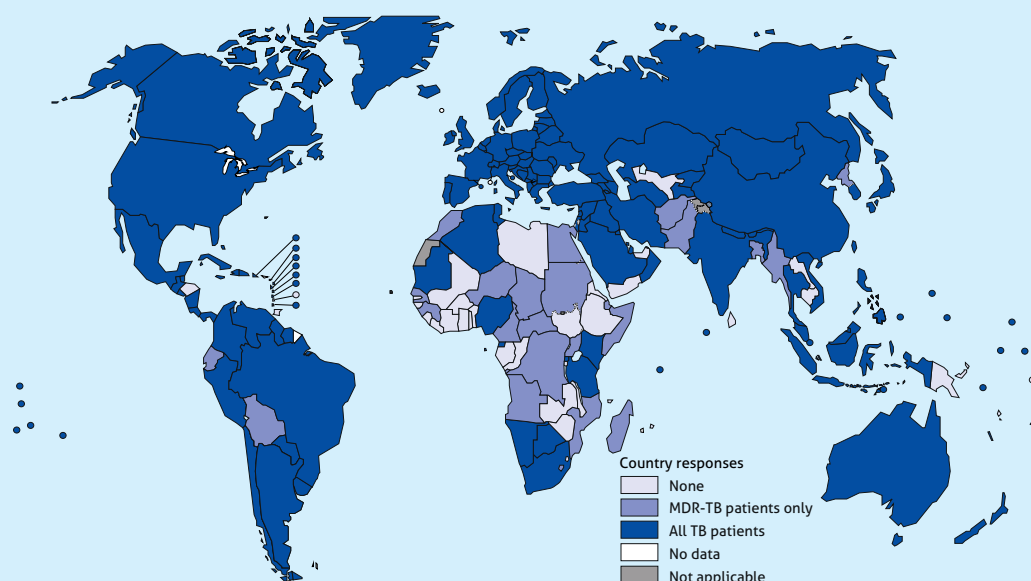 Country responses
None
MDR-TB patients only
All TB patients
No data
Not applicable